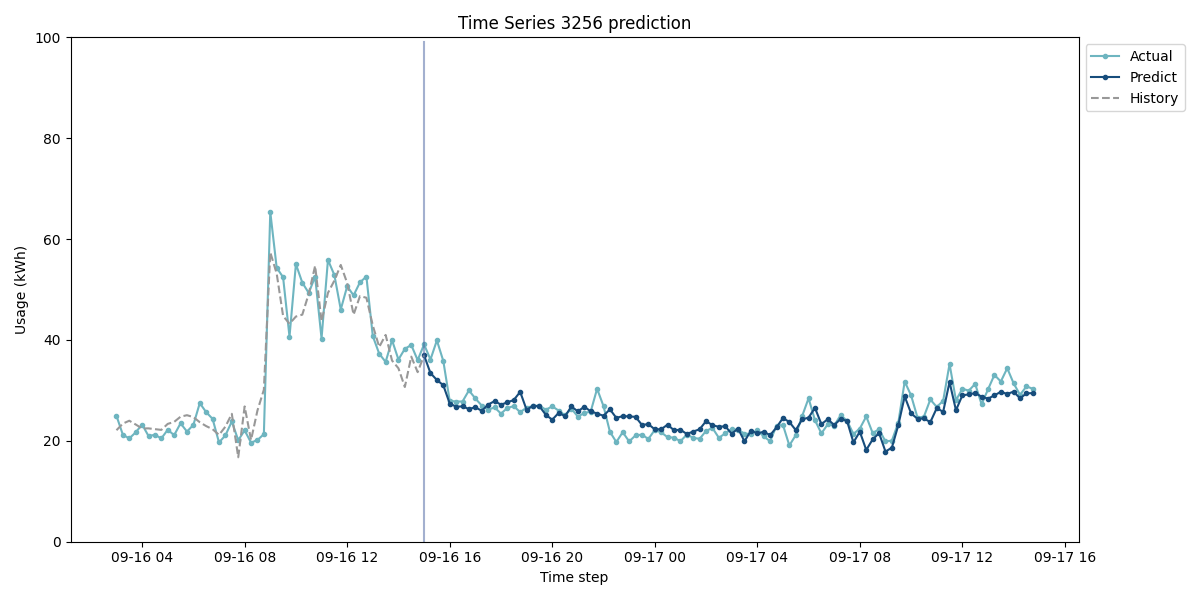 Time Series 3256 prediction
Usage (kWh)
100
80
60
40
20
0
09-16 04
09-16 08
09-16 12
09-16 16
09-16 20
09-17 00
09-17 04
09-17 08
09-17 12
09-17 16
Time step
Actual
Predict
History